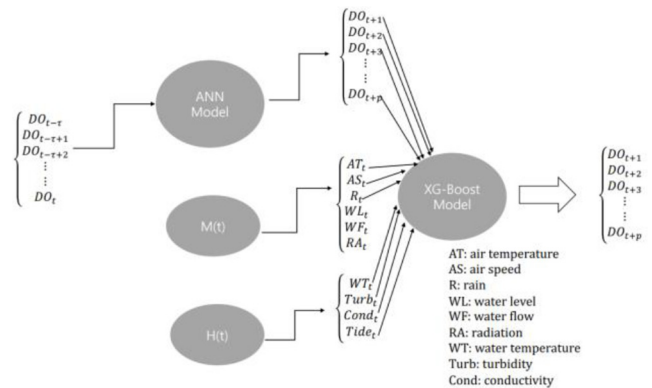 DO_{t-τ}
DO_{t-τ+1}
DO_{t-τ+2}
⋮
⋮
DO_t
ANN
Model
DO_{t+1}
DO_{t+2}
DO_{t+3}
⋮
⋮
DO_{t+p}
M(t)
AT_t
AS_t
R_t
WL_t
WF_t
RA_t
H(t)
WT_t
Turb_t
Cond_t
Tide_t
XG-Boost
Model
DO_{t+1}
DO_{t+2}
DO_{t+3}
⋮
⋮
DO_{t+p}
AT: air temperature
AS: air speed
R: rain
WL: water level
WF: water flow
RA: radiation
WT: water temperature
Turb: turbidity
Cond: conductivity